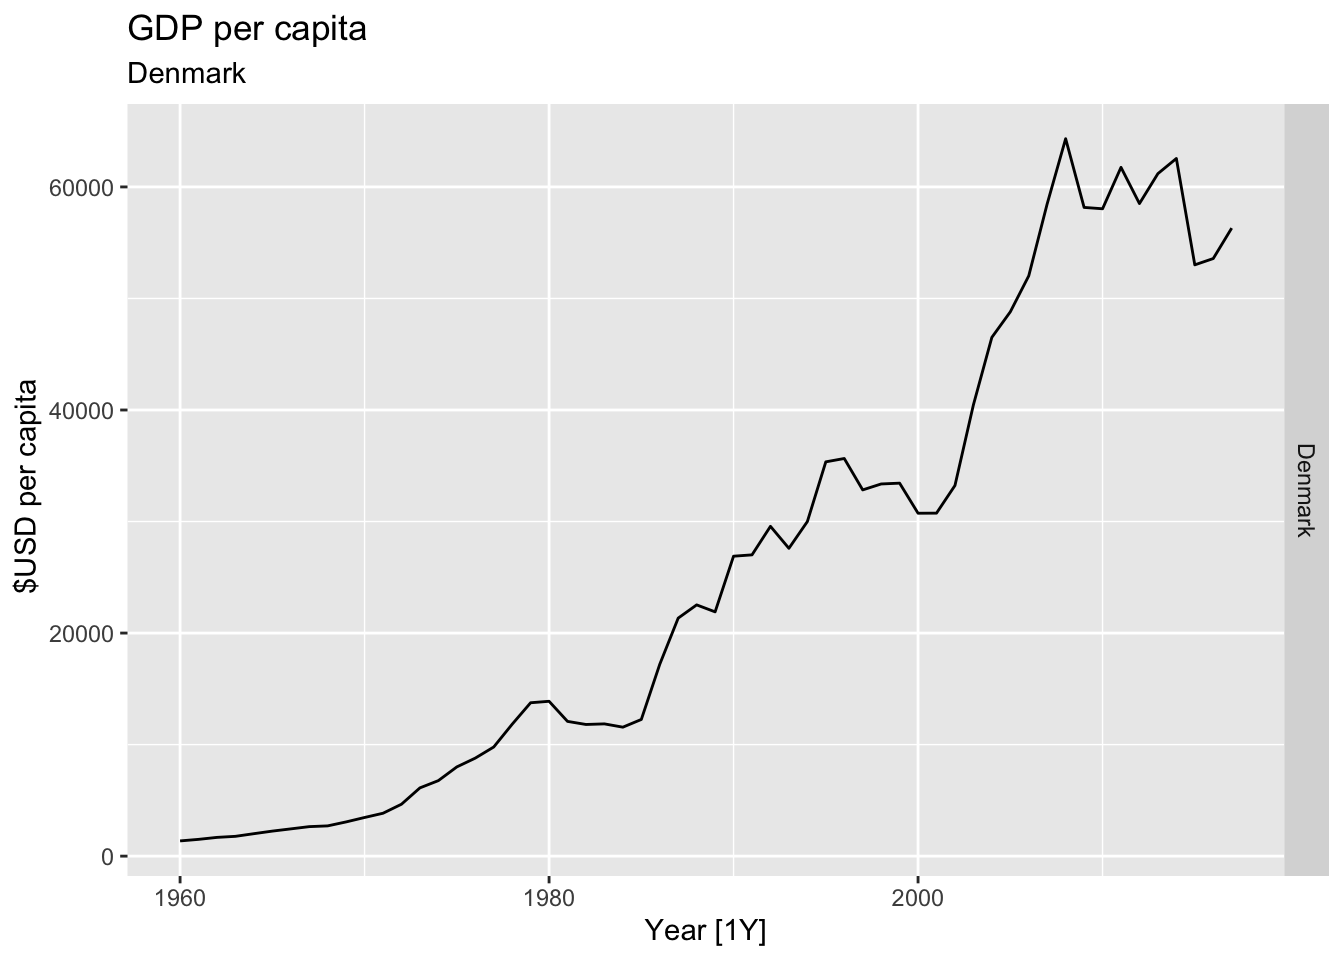 GDP per capita
Denmark
60000
40000
20000
0
$USD per capita
Denmark
1960
1980
2000
Year [1Y]